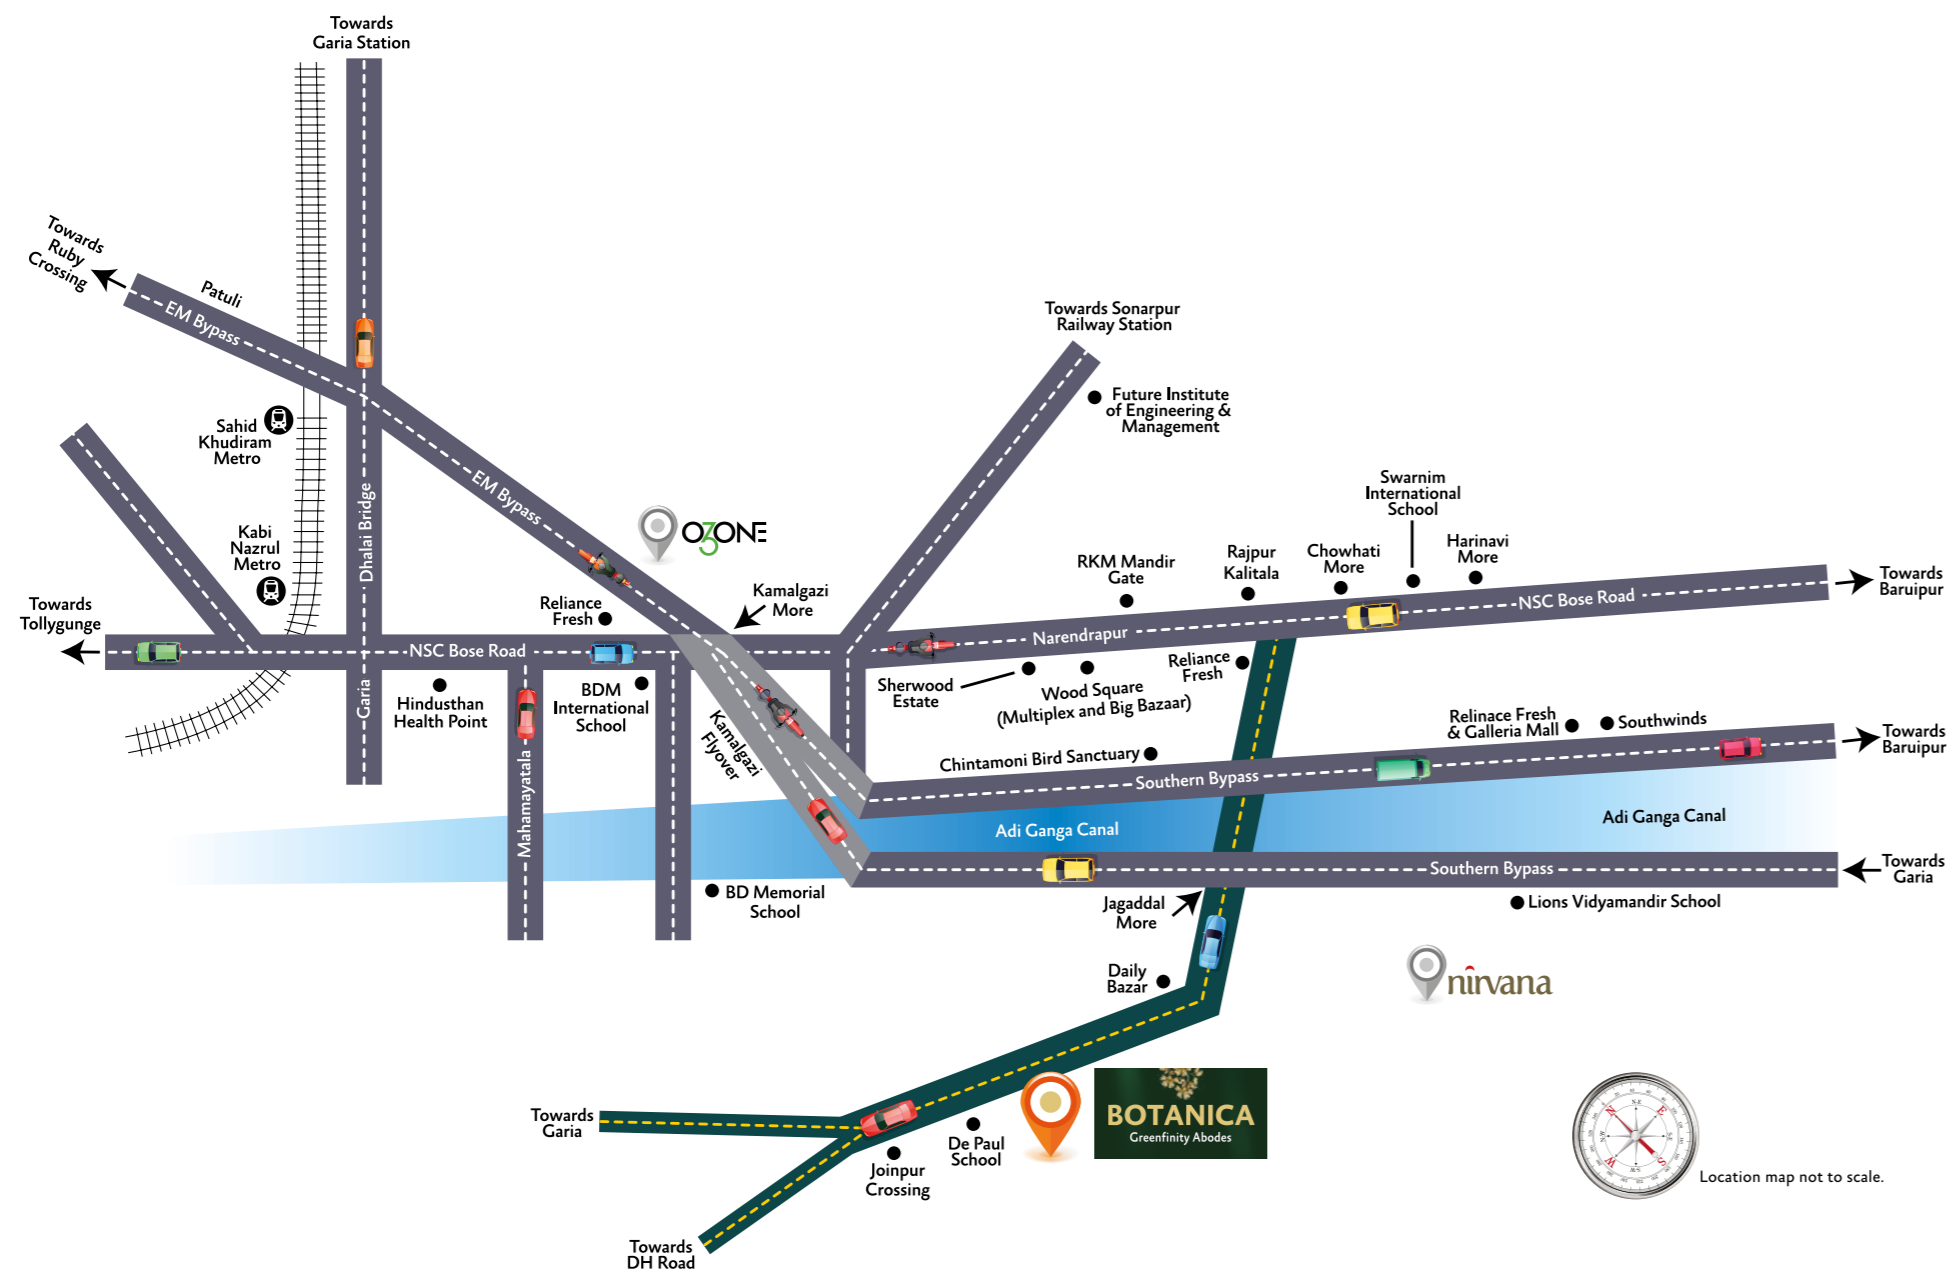 Towards
Garia Station
Towards
Ruby
Crossing
Patuli
EM Bypass
Sahid
Khudiram
Metro
Kabi
Nazrul
Metro
Towards
Tollygunge
Dhalai Bridge
Garia
EM Bypass
O3ONE
Kamalgazi
More
Reliance
Fresh
NSC Bose Road
Hindusthan
Health Point
BDM
International
School
Mahamayatala
Kamalgazi
Flyover
BD Memorial
School
Towards Sonarpur
Railway Station
Future Institute
of Engineering &
Management
Swarnim
International
School
RKM Mandir
Gate
Rajpur
Kalitala
Chowhati
More
Harinavi
More
Towards
Baruipur
Narendrapur
NSC Bose Road
Sherwood
Estate
Wood Square
(Multiplex and Big Bazaar)
Reliance
Fresh
Chintamoni Bird Sanctuary
Relinace Fresh
& Galleria Mall
Southwinds
Towards
Baruipur
Southern Bypass
Adi Ganga Canal
Adi Ganga Canal
Southern Bypass
Towards
Garia
Jagaddal
More
Lions Vidyamandir School
Daily
Bazar
nirvana
BOTANICA
Greenfinity Abodes
Towards
Garia
De Paul
School
Joinpur
Crossing
Towards
DH Road
N
E
W
S
Location map not to scale.